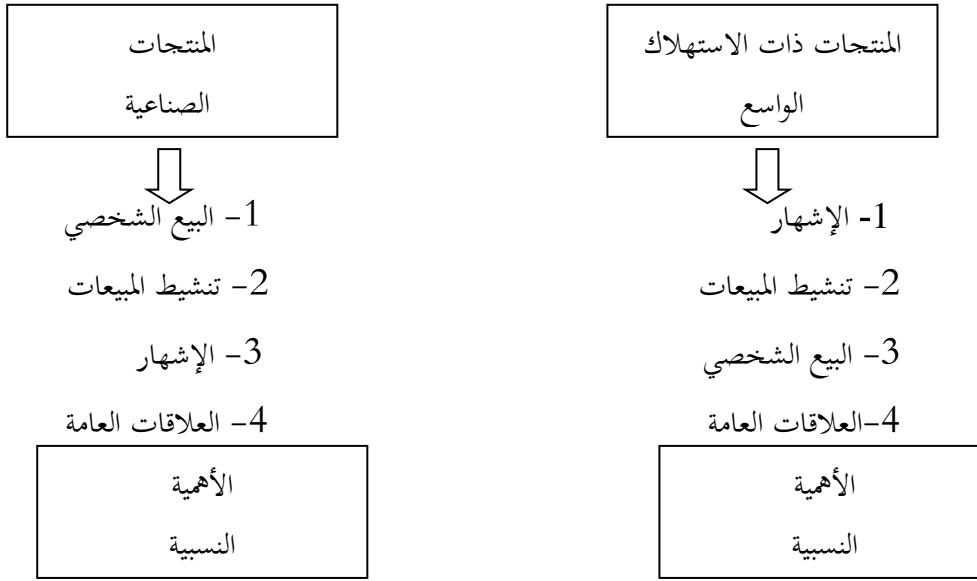 المنتجات ذات الاستهلاك
الواسع
1- الإشهار
2- تنشيط المبيعات
3- البيع الشخصي
4-العلاقات العامة
الأهمية
النسبية
المنتجات
الصناعية
1- البيع الشخصي
2- تنشيط المبيعات
3- الإشهار
4- العلاقات العامة
الأهمية
النسبية